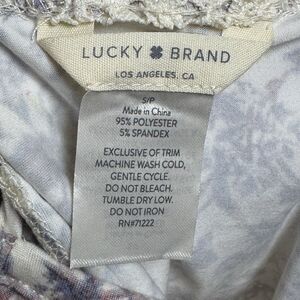 LUCKY BRAND
LOS ANGELES, CA
S/P
Made in China
95% POLYESTER
5% SPANDEX
EXCLUSIVE OF TRIM
MACHINE WASH COLD,
GENTLE CYCLE.
DO NOT BLEACH.
TUMBLE DRY LOW.
DO NOT IRON
RN#71222